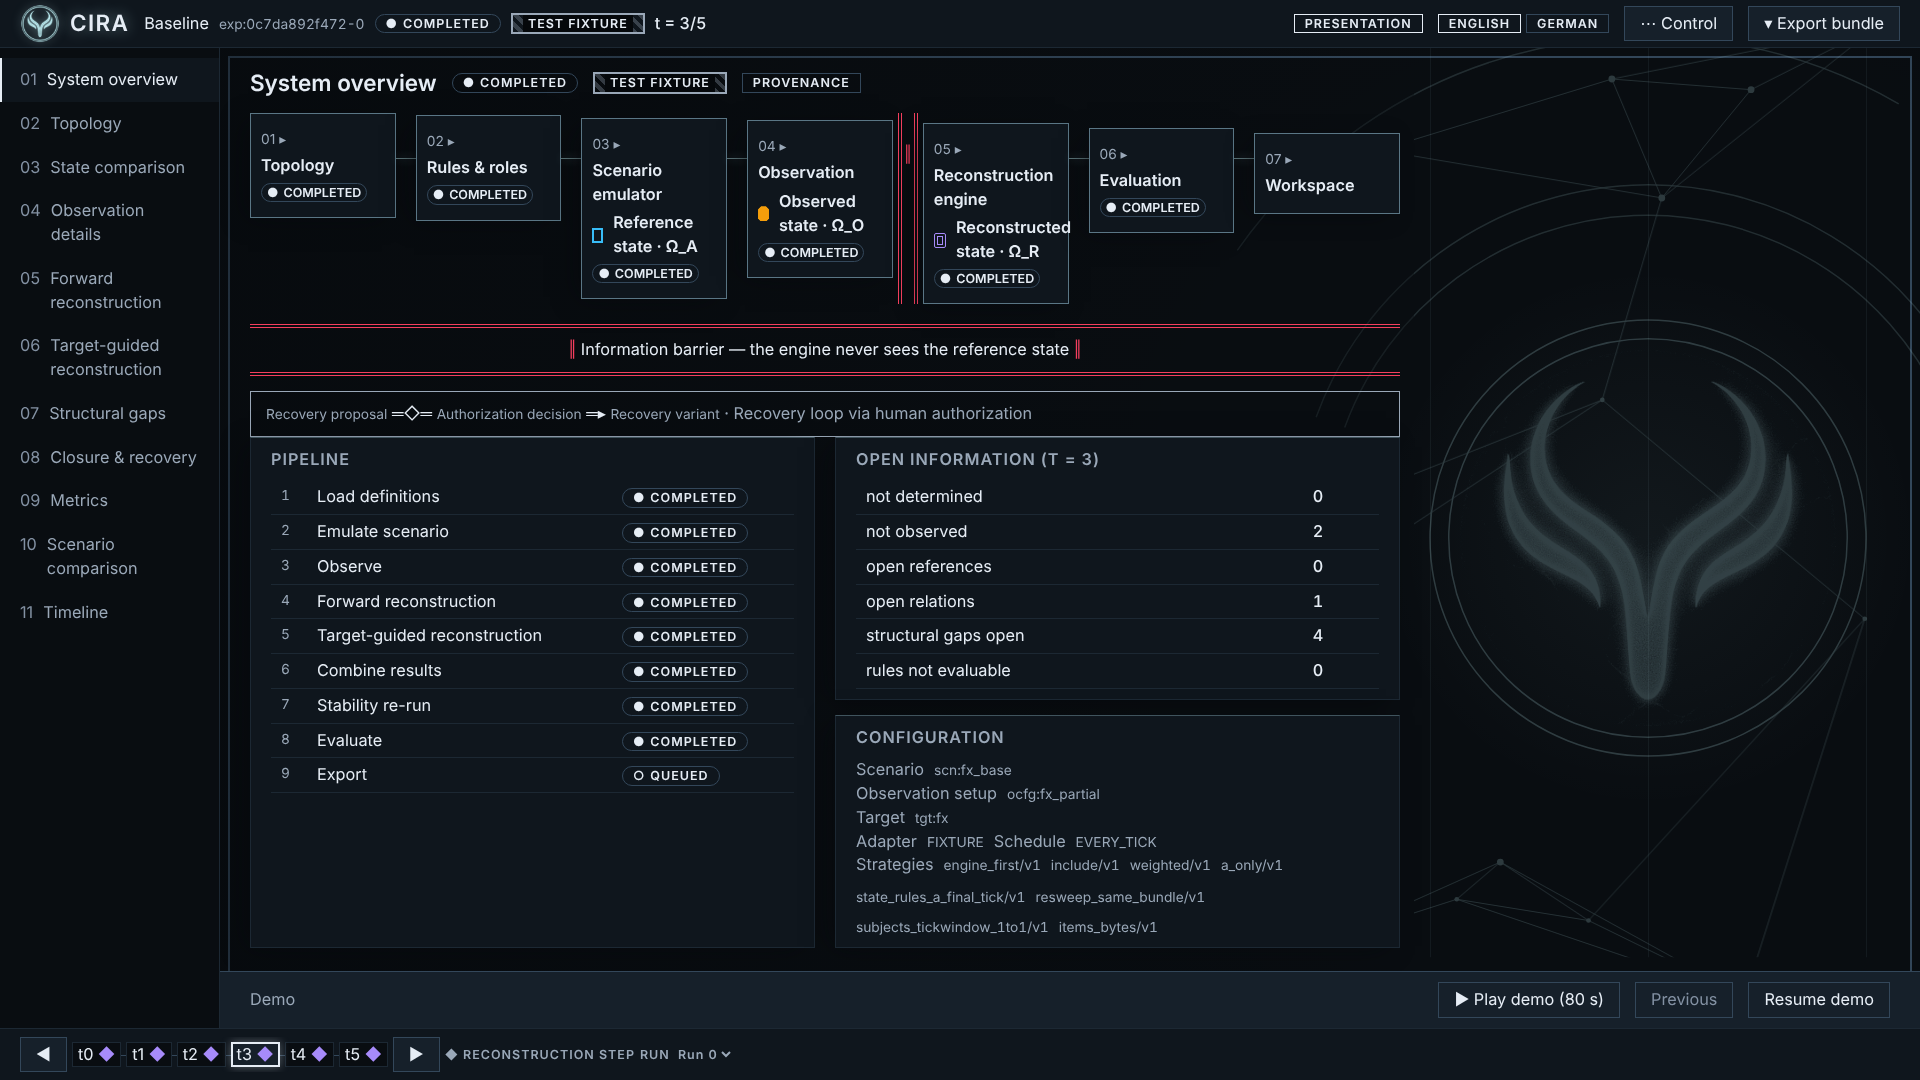 CIRA Baseline exp:0c7da892f472-0 COMPLETED TEST FIXTURE t = 3/5 PRESENTATION ENGLISH GERMAN ··· Control ▾ Export bundle
01 System overview
02 Topology
03 State comparison
04 Observation
details
05 Forward
reconstruction
06 Target-guided
reconstruction
07 Structural gaps
08 Closure & recovery
09 Metrics
10 Scenario
comparison
11 Timeline
System overview COMPLETED TEST FIXTURE PROVENANCE
01 ▸
Topology
COMPLETED
02 ▸
Rules & roles
COMPLETED
03 ▸
Scenario
emulator
Reference
state · Ω_A
COMPLETED
04 ▸
Observation
Observed
state · Ω_O
COMPLETED
05 ▸
Reconstruction
engine
Reconstructed
state · Ω_R
COMPLETED
06 ▸
Evaluation
COMPLETED
07 ▸
Workspace
Information barrier — the engine never sees the reference state
Recovery proposal Authorization decision Recovery variant · Recovery loop via human authorization
PIPELINE
1 Load definitions COMPLETED
2 Emulate scenario COMPLETED
3 Observe COMPLETED
4 Forward reconstruction COMPLETED
5 Target-guided reconstruction COMPLETED
6 Combine results COMPLETED
7 Stability re-run COMPLETED
8 Evaluate COMPLETED
9 Export QUEUED
OPEN INFORMATION (T = 3)
not determined 0
not observed 2
open references 0
open relations 1
structural gaps open 4
rules not evaluable 0
CONFIGURATION
Scenario scn:fx_base
Observation setup ocfg:fx_partial
Target tgt:fx
Adapter FIXTURE Schedule EVERY_TICK
Strategies engine_first/v1 include/v1 weighted/v1 a_only/v1
state_rules_a_final_tick/v1 resweep_same_bundle/v1
subjects_tickwindow_1to1/v1 items_bytes/v1
Demo ▶ Play demo (80 s) Previous Resume demo
◀ t0 ◆ t1 ◆ t2 ◆ t3 ◆ t4 ◆ t5 ◆ ▶ ◆ RECONSTRUCTION STEP RUN Run 0